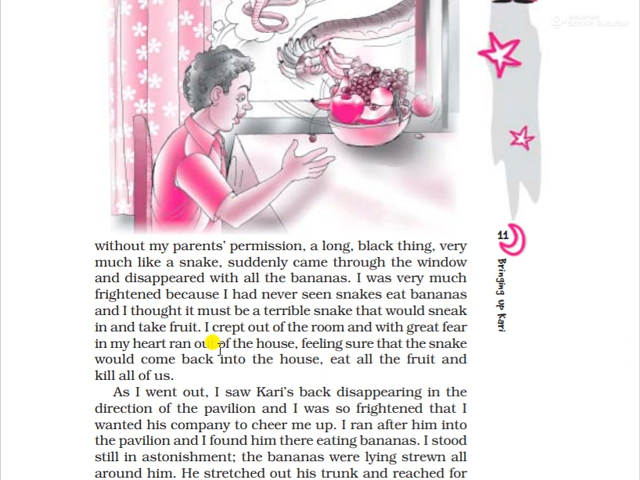 without my parents' permission, a long, black thing, very
much like a snake, suddenly came through the window
and disappeared with all the bananas. I was very much
frightened because I had never seen snakes eat bananas
and I thought it must be a terrible snake that would sneak
in and take fruit. I crept out of the room and with great fear
in my heart ran out of the house, feeling sure that the snake
would come back into the house, eat all the fruit and
kill all of us.
As I went out, I saw Kari's back disappearing in the
direction of the pavilion and I was so frightened that I
wanted his company to cheer me up. I ran after him into
the pavilion and I found him there eating bananas. I stood
still in astonishment; the bananas were lying strewn all
around him. He stretched out his trunk and reached for
11
Bringing up Kari